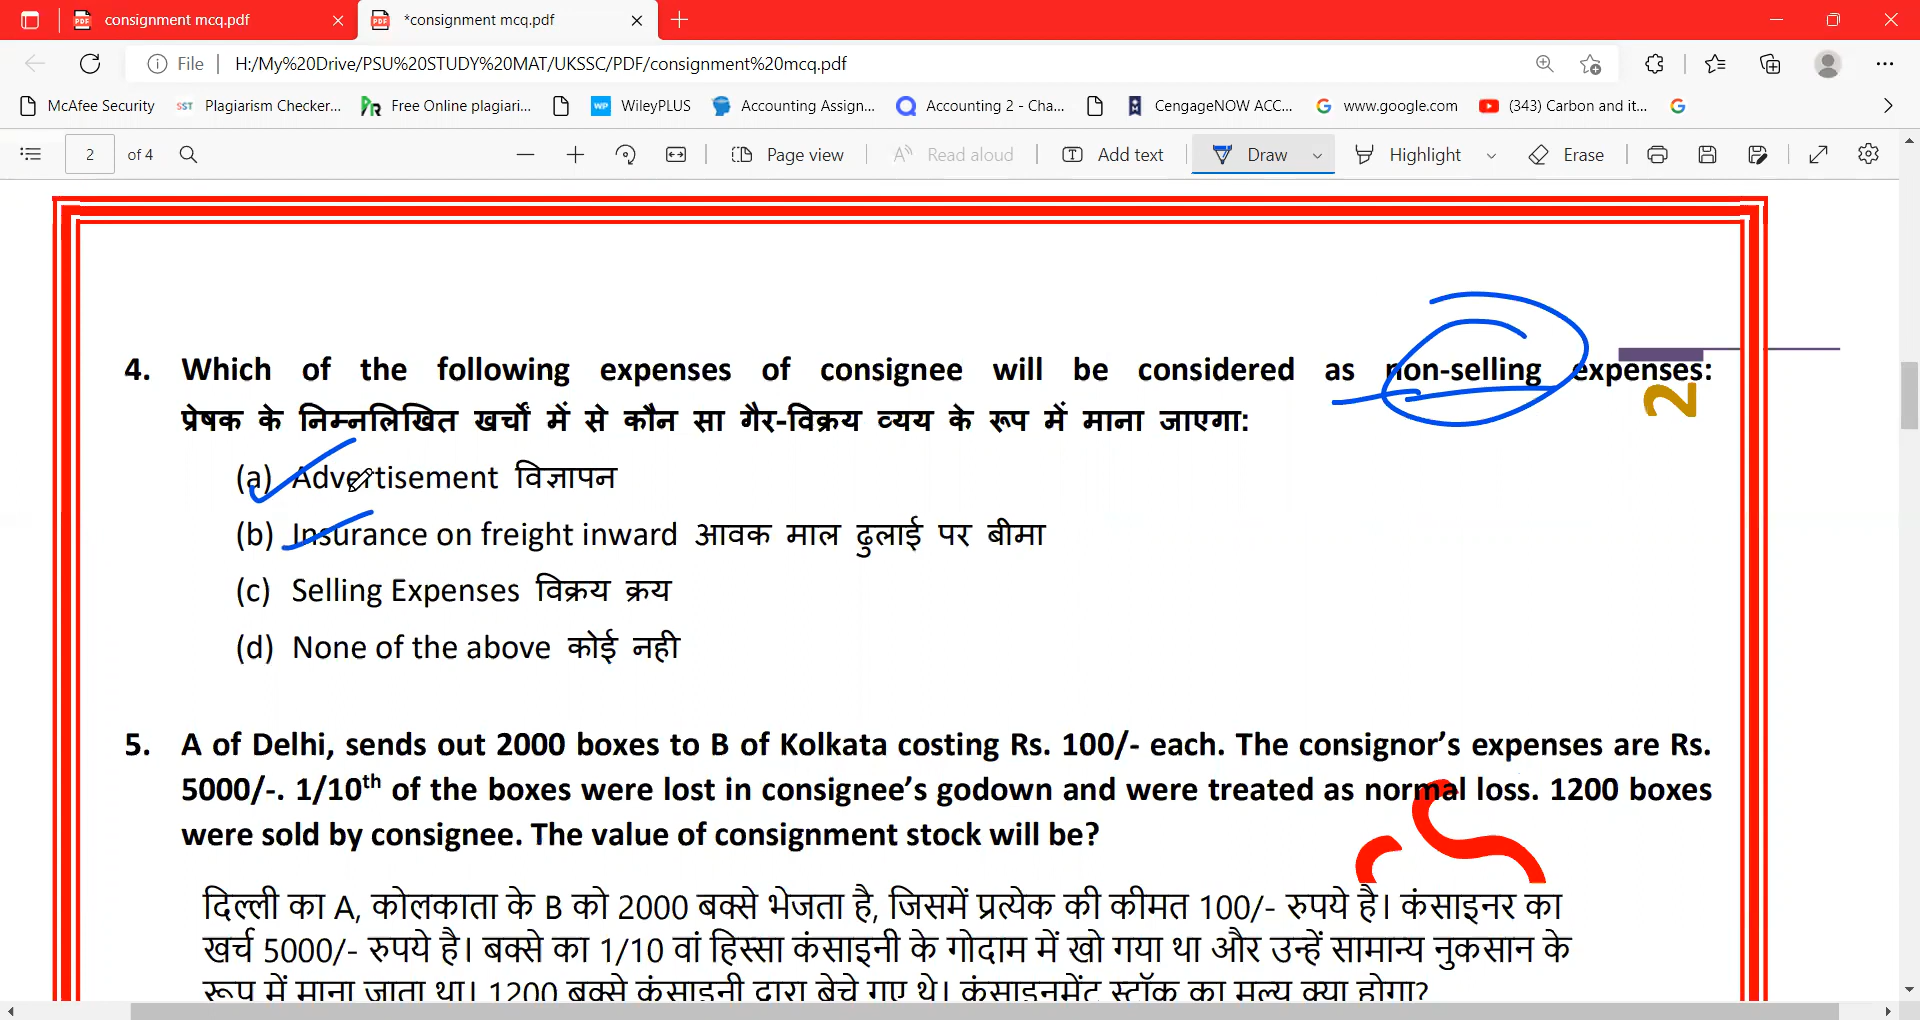 consignment mcq.pdf
*consignment mcq.pdf
File
H:/My%20Drive/PSU%20STUDY%20MAT/UKSSC/PDF/consignment%20mcq.pdf
McAfee Security
SST Plagiarism Checker...
Free Online plagiari...
WP WileyPLUS
Accounting Assign...
Accounting 2 - Cha...
CengageNOW ACC...
www.google.com
(343) Carbon and it...
2 of 4
Page view
Read aloud
Add text
Draw
Highlight
Erase
4. Which of the following expenses of consignee will be considered as non-selling expenses:
प्रेषक के निम्नलिखित खर्चों में से कौन सा गैर-विक्रय व्यय के रूप में माना जाएगा:
2
(a) Advertisement विज्ञापन
(b) Insurance on freight inward आवक माल ढुलाई पर बीमा
(c) Selling Expenses विक्रय क्रय
(d) None of the above कोई नही
5. A of Delhi, sends out 2000 boxes to B of Kolkata costing Rs. 100/- each. The consignor’s expenses are Rs.
5000/-. 1/10th of the boxes were lost in consignee’s godown and were treated as normal loss. 1200 boxes
were sold by consignee. The value of consignment stock will be?
दिल्ली का A, कोलकाता के B को 2000 बक्से भेजता है, जिसमें प्रत्येक की कीमत 100/- रुपये है। कंसाइनर का
खर्च 5000/- रुपये है। बक्से का 1/10 वां हिस्सा कंसाइनी के गोदाम में खो गया था और उन्हें सामान्य नुकसान के
रूप में माना जाता था। 1200 बक्से कंसाइनी द्वारा बेचे गए थे। कंसाइनमेंट स्टॉक का मूल्य क्या होगा?